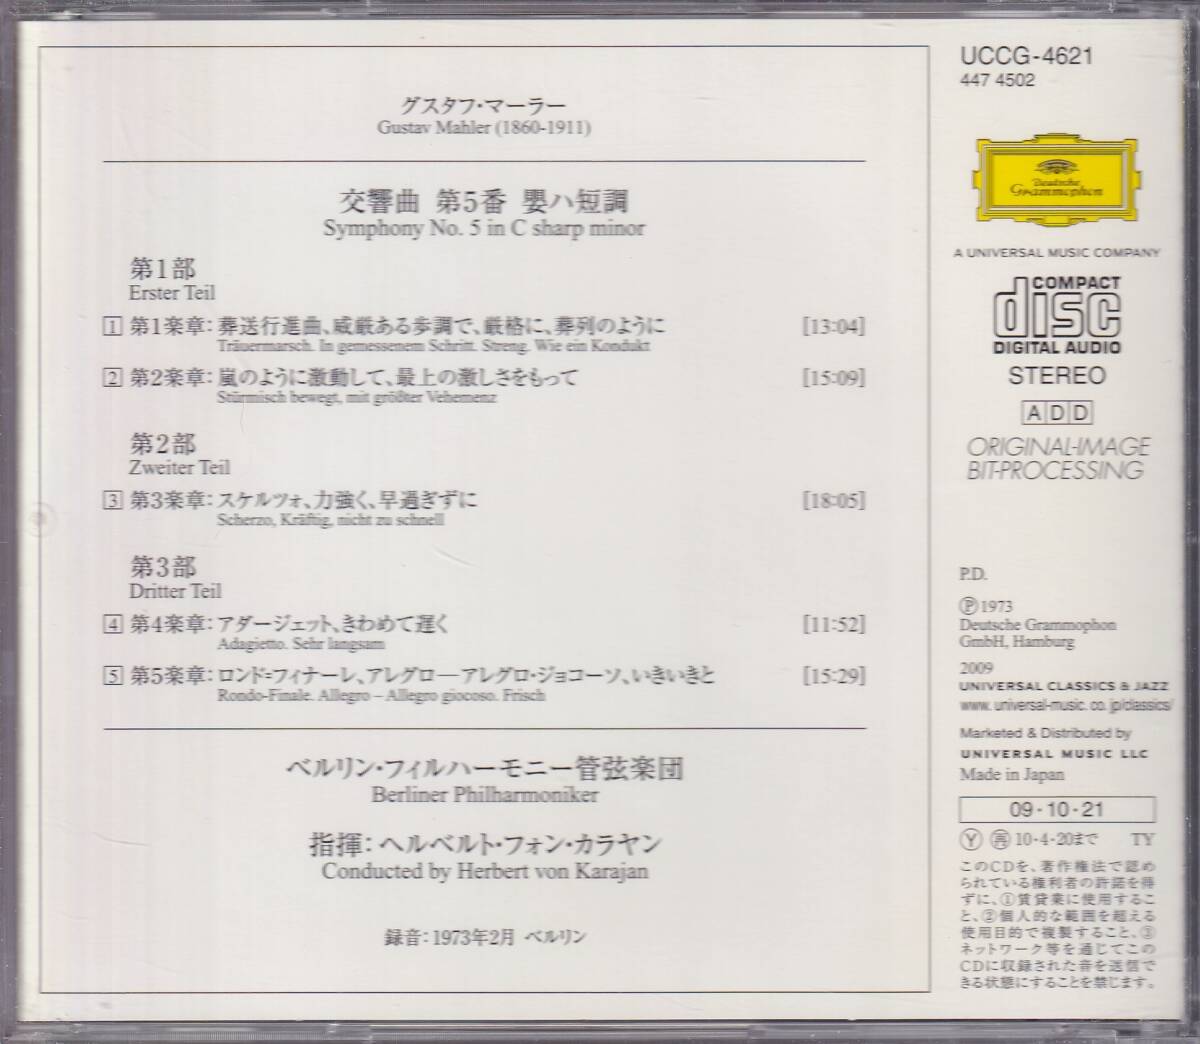 グスタフ・マーラー
Gustav Mahler (1860-1911)
交響曲 第5番 嬰ハ短調
Symphony No. 5 in C sharp minor
第1部
Erster Teil
1 第1楽章：葬送行進曲、威厳ある歩調で、厳格に、葬列のように [13:04]
Träuermarsch. In gemessenem Schritt. Streng. Wie ein Kondukt
2 第2楽章：嵐のように激動して、最上の激しさをもって [15:09]
Stürmisch bewegt, mit größter Vehemenz
第2部
Zweiter Teil
3 第3楽章：スケルツォ、力強く、早過ぎずに [18:05]
Scherzo, Kräftig, nicht zu schnell
第3部
Dritter Teil
4 第4楽章：アダージェット、きわめて遅く [11:52]
Adagietto. Sehr langsam
5 第5楽章：ロンド=フィナーレ、アレグロ—アレグロ・ジョコーソ、いきいきと [15:29]
Rondo-Finale. Allegro – Allegro giocoso. Frisch
ベルリン・フィルハーモニー管弦楽団
Berliner Philharmoniker
指揮：ヘルベルト・フォン・カラヤン
Conducted by Herbert von Karajan
録音：1973年2月 ベルリン
UCCG-4621
447 4502
Deutsche
Grammophon
A UNIVERSAL MUSIC COMPANY
COMPACT
disc
DIGITAL AUDIO
STEREO
ADD
ORIGINAL-IMAGE
BIT-PROCESSING
P.D.
Ⓟ1973
Deutsche Grammophon
GmbH, Hamburg
2009
UNIVERSAL CLASSICS & JAZZ
www.universal-music.co.jp/classics/
Marketed & Distributed by
UNIVERSAL MUSIC LLC
Made in Japan
09・10・21
Ⓨ 再 10・4・20まで TY
このCDを、著作権法で認め
られている権利者の許諾を得
ずに、①賃貸業に使用するこ
と、②個人的な範囲を超える
使用目的で複製すること、③
ネットワーク等を通じてこの
CDに収録された音を送信で
きる状態にすることを禁じます。